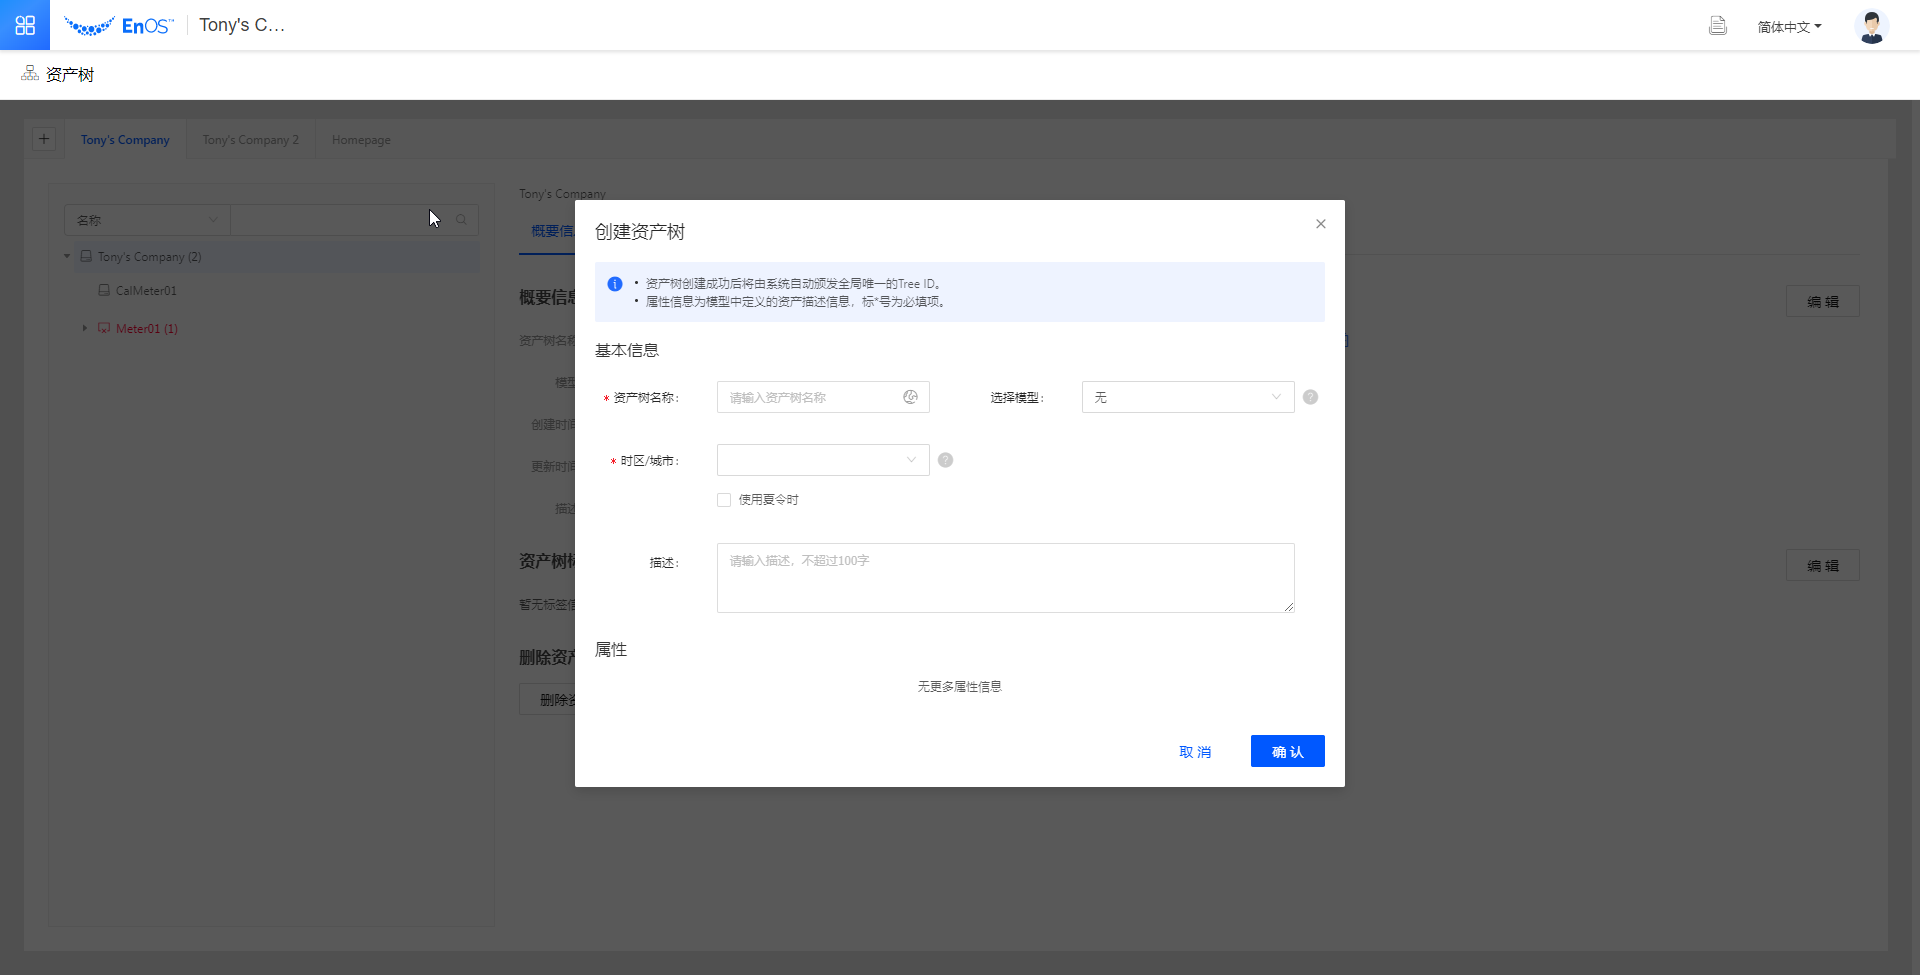 EnOS™
Tony's C...
简体中文
资产树
+
Tony's Company
Tony's Company 2
Homepage
名称
Tony's Company (2)
CalMeter01
Meter01 (1)
Tony's Company
概要信
概要信息
编 辑
资产树名称
模型
创建时间
更新时间
描述
资产树标
编 辑
暂无标签信
删除资产
删除资
创建资产树
• 资产树创建成功后将由系统自动颁发全局唯一的Tree ID。
• 属性信息为模型中定义的资产描述信息，标*号为必填项。
基本信息
* 资产树名称：
请输入资产树名称
选择模型：
无
?
* 时区/城市：
?
使用夏令时
描述：
请输入描述，不超过100字
属性
无更多属性信息
取 消
确 认